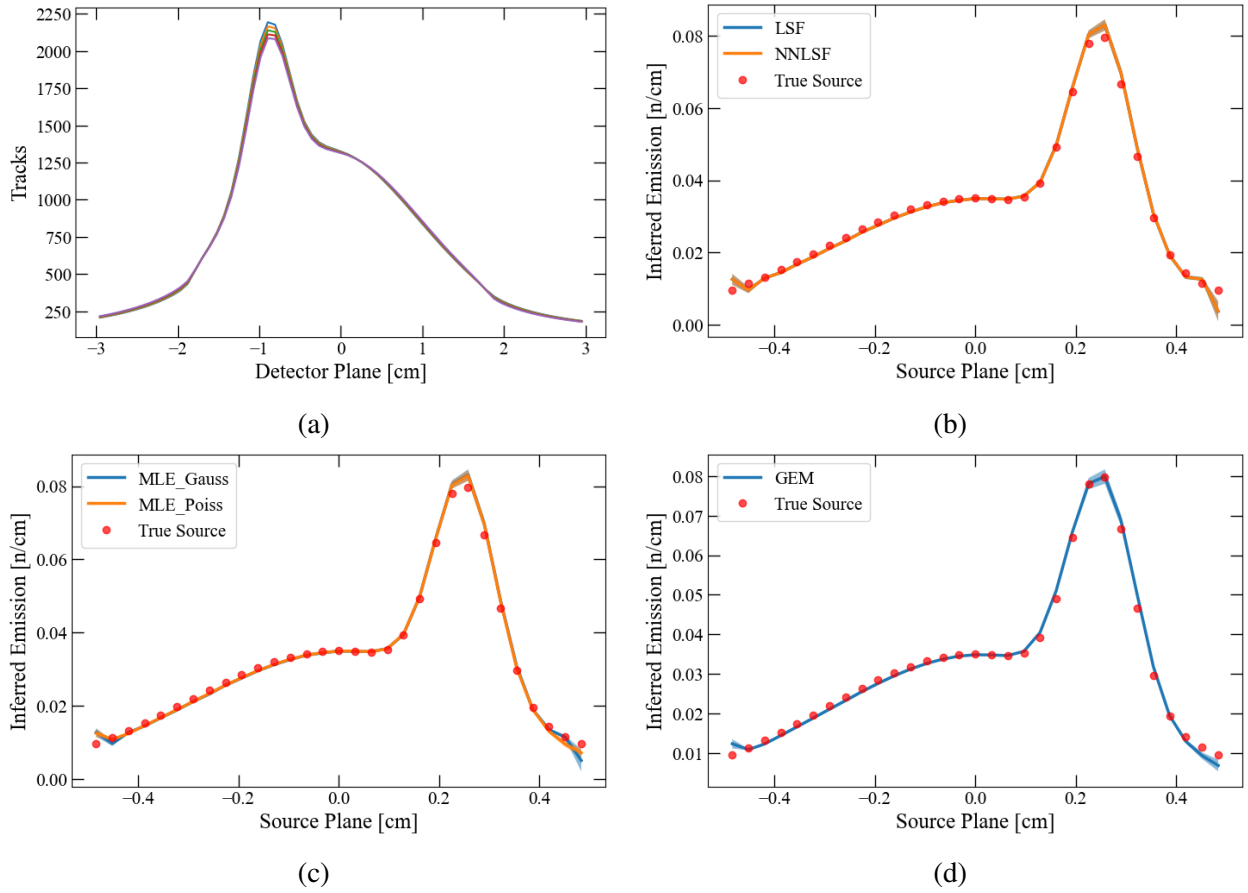 2250
2000
1750
1500
1250
1000
750
500
250
Tracks
−3 −2 −1 0 1 2 3
Detector Plane [cm]
(a)
LSF
NNLSF
True Source
0.08
0.06
0.04
0.02
0.00
Inferred Emission [n/cm]
−0.4 −0.2 0.0 0.2 0.4
Source Plane [cm]
(b)
MLE_Gauss
MLE_Poiss
True Source
0.08
0.06
0.04
0.02
0.00
Inferred Emission [n/cm]
−0.4 −0.2 0.0 0.2 0.4
Source Plane [cm]
(c)
GEM
True Source
0.08
0.07
0.06
0.05
0.04
0.03
0.02
0.01
Inferred Emission [n/cm]
−0.4 −0.2 0.0 0.2 0.4
Source Plane [cm]
(d)